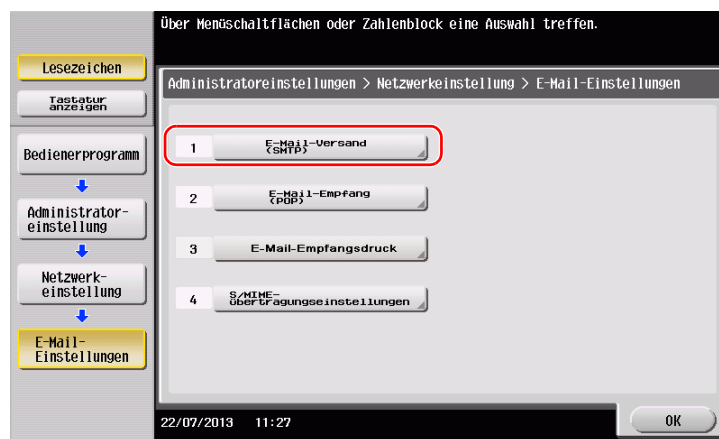 Über Menüschaltflächen oder Zahlenblock eine Auswahl treffen.
Lesezeichen
Tastatur
anzeigen
Bedienerprogramm
Administrator-
einstellung
Netzwerk-
einstellung
E-Mail-
Einstellungen
Administratoreinstellungen > Netzwerkeinstellung > E-Mail-Einstellungen
1 E-Mail-Versand
(SMTP)
2 E-Mail-Empfang
(POP)
3 E-Mail-Empfangsdruck
4 S/MIME-
übertragungseinstellungen
22/07/2013 11:27
OK